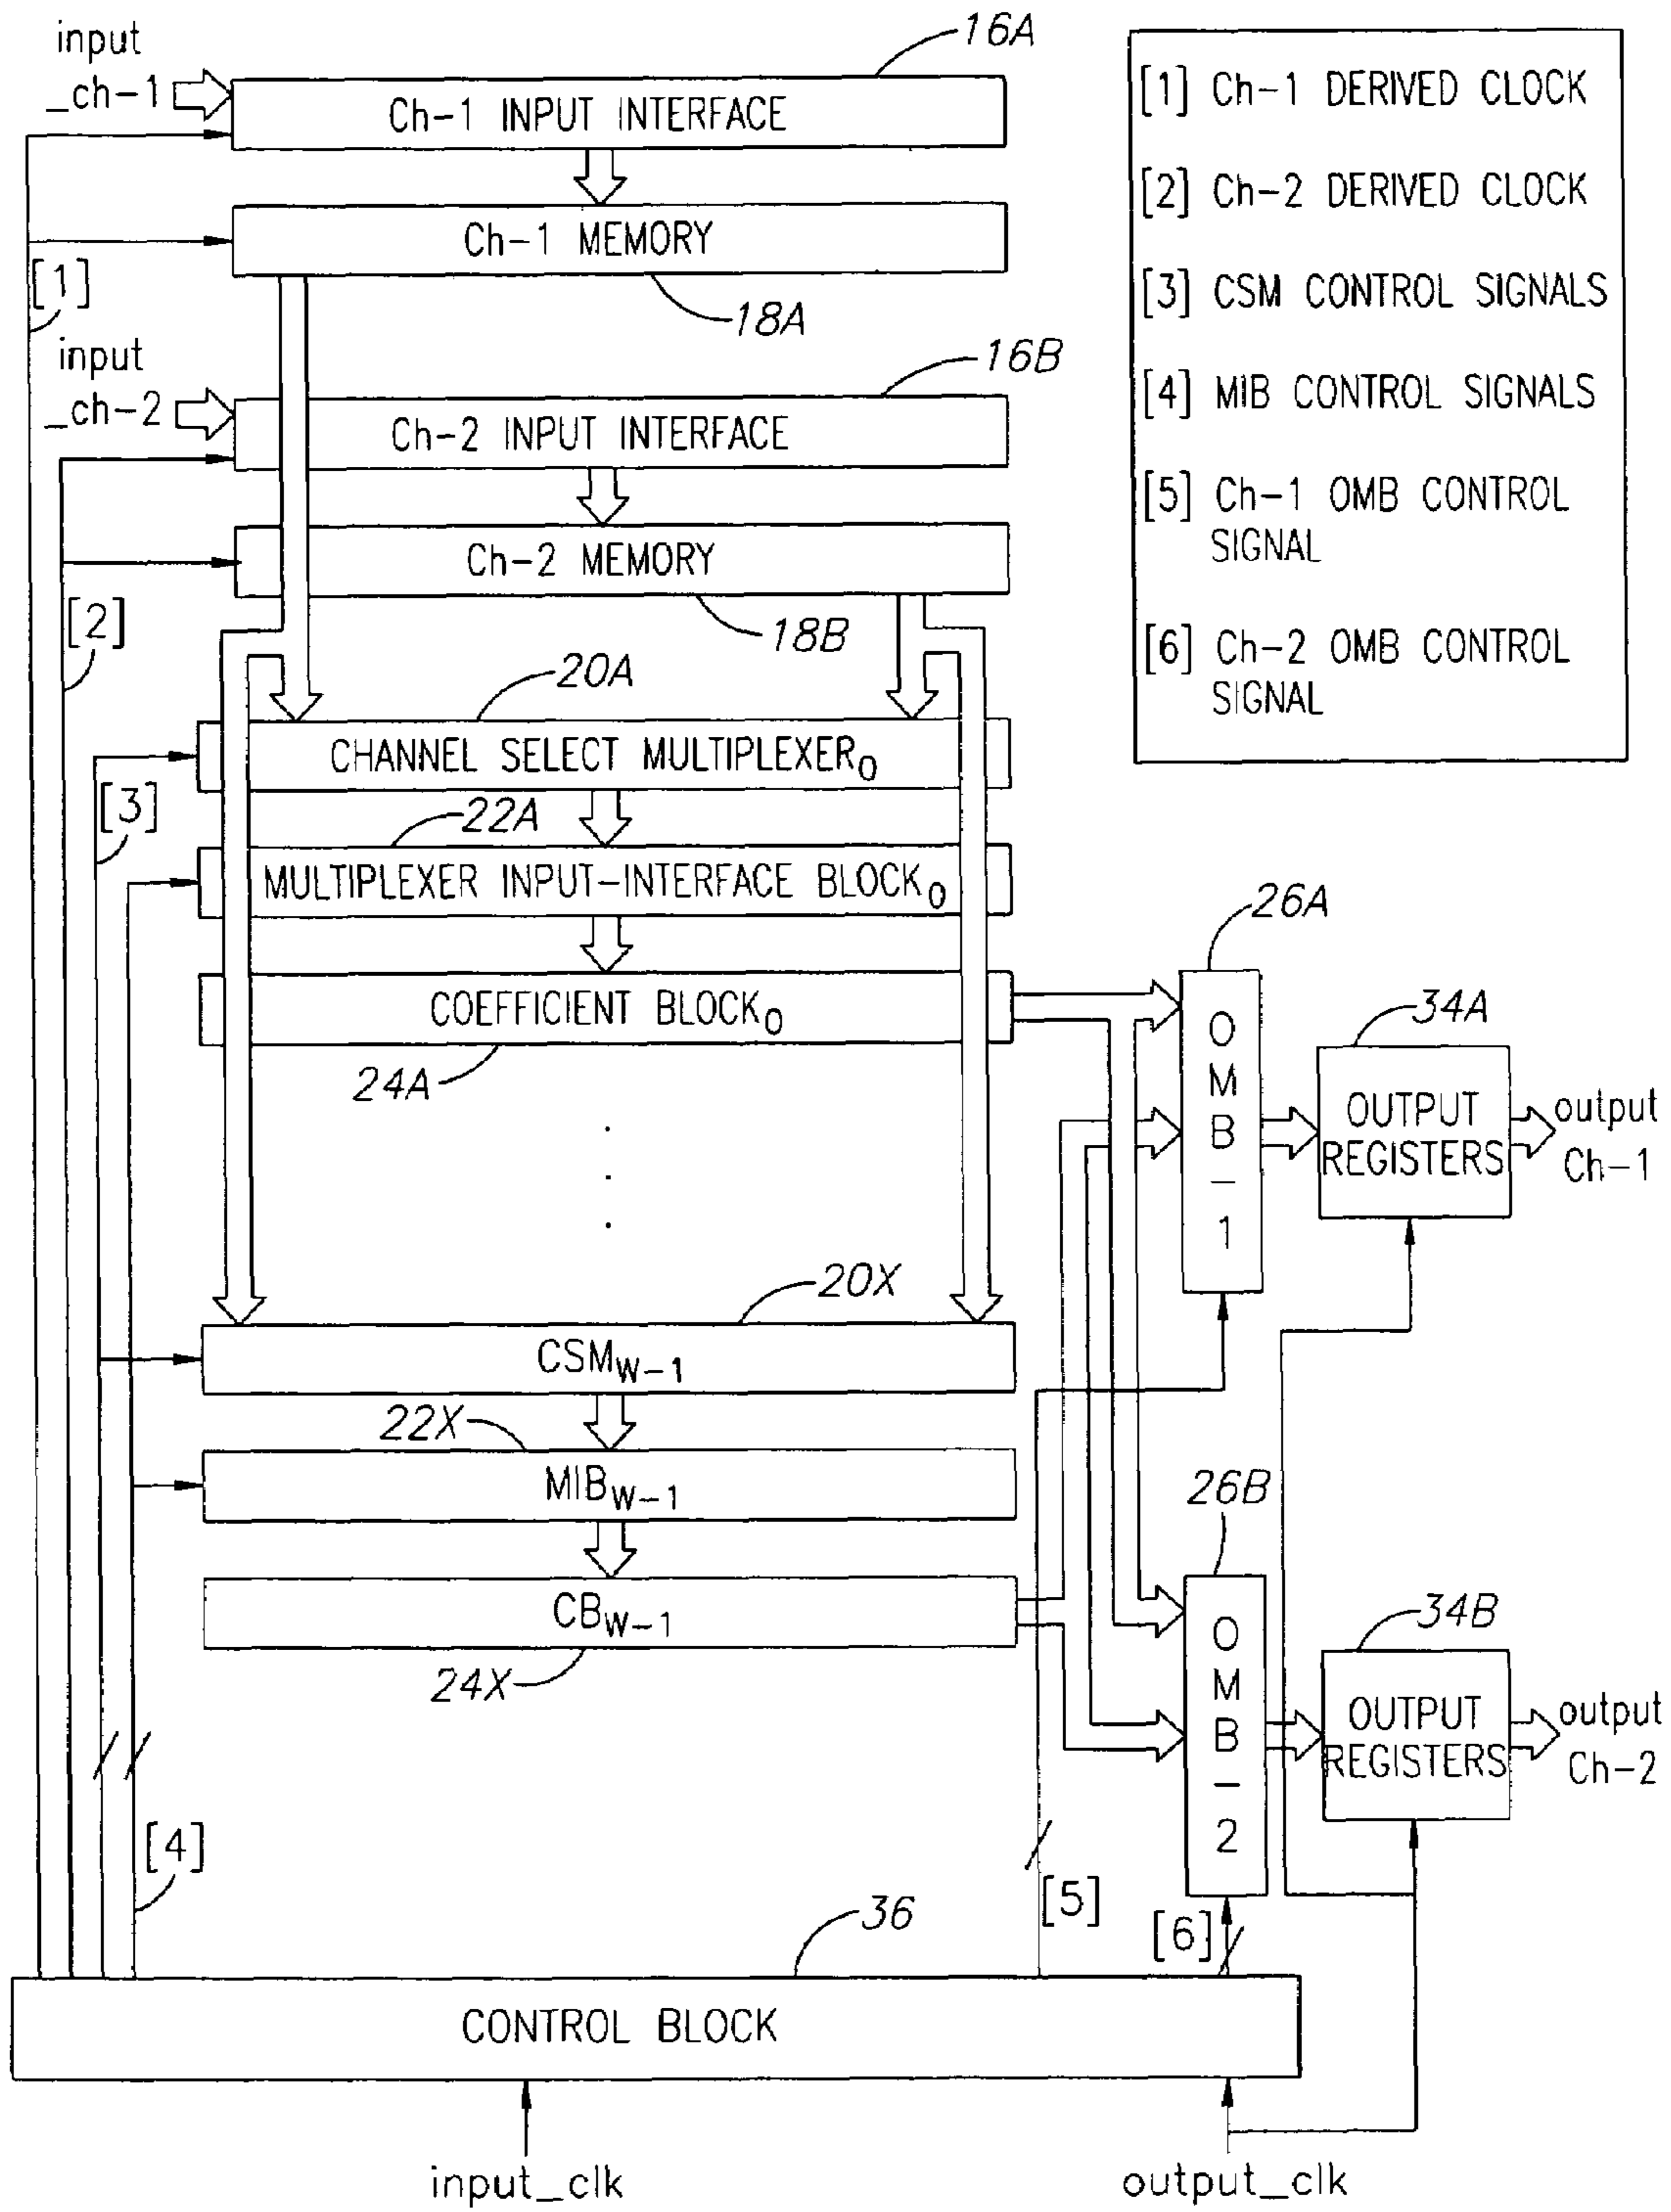 input
_ch-1
16A
Ch-1 INPUT INTERFACE
Ch-1 MEMORY
[1]
18A
input
_ch-2
16B
Ch-2 INPUT INTERFACE
Ch-2 MEMORY
[2]
18B
20A
CHANNEL SELECT MULTIPLEXER0
[3]
22A
MULTIPLEXER INPUT-INTERFACE BLOCK0
COEFFICIENT BLOCK0
24A
.
.
.
20X
CSMW-1
22X
MIBW-1
CBW-1
24X
[4]
[1] Ch-1 DERIVED CLOCK
[2] Ch-2 DERIVED CLOCK
[3] CSM CONTROL SIGNALS
[4] MIB CONTROL SIGNALS
[5] Ch-1 OMB CONTROL
SIGNAL
[6] Ch-2 OMB CONTROL
SIGNAL
26A
OMB-1
34A
OUTPUT
REGISTERS
output
Ch-1
26B
OMB-2
34B
OUTPUT
REGISTERS
output
Ch-2
[5]
[6]
36
CONTROL BLOCK
input_clk
output_clk